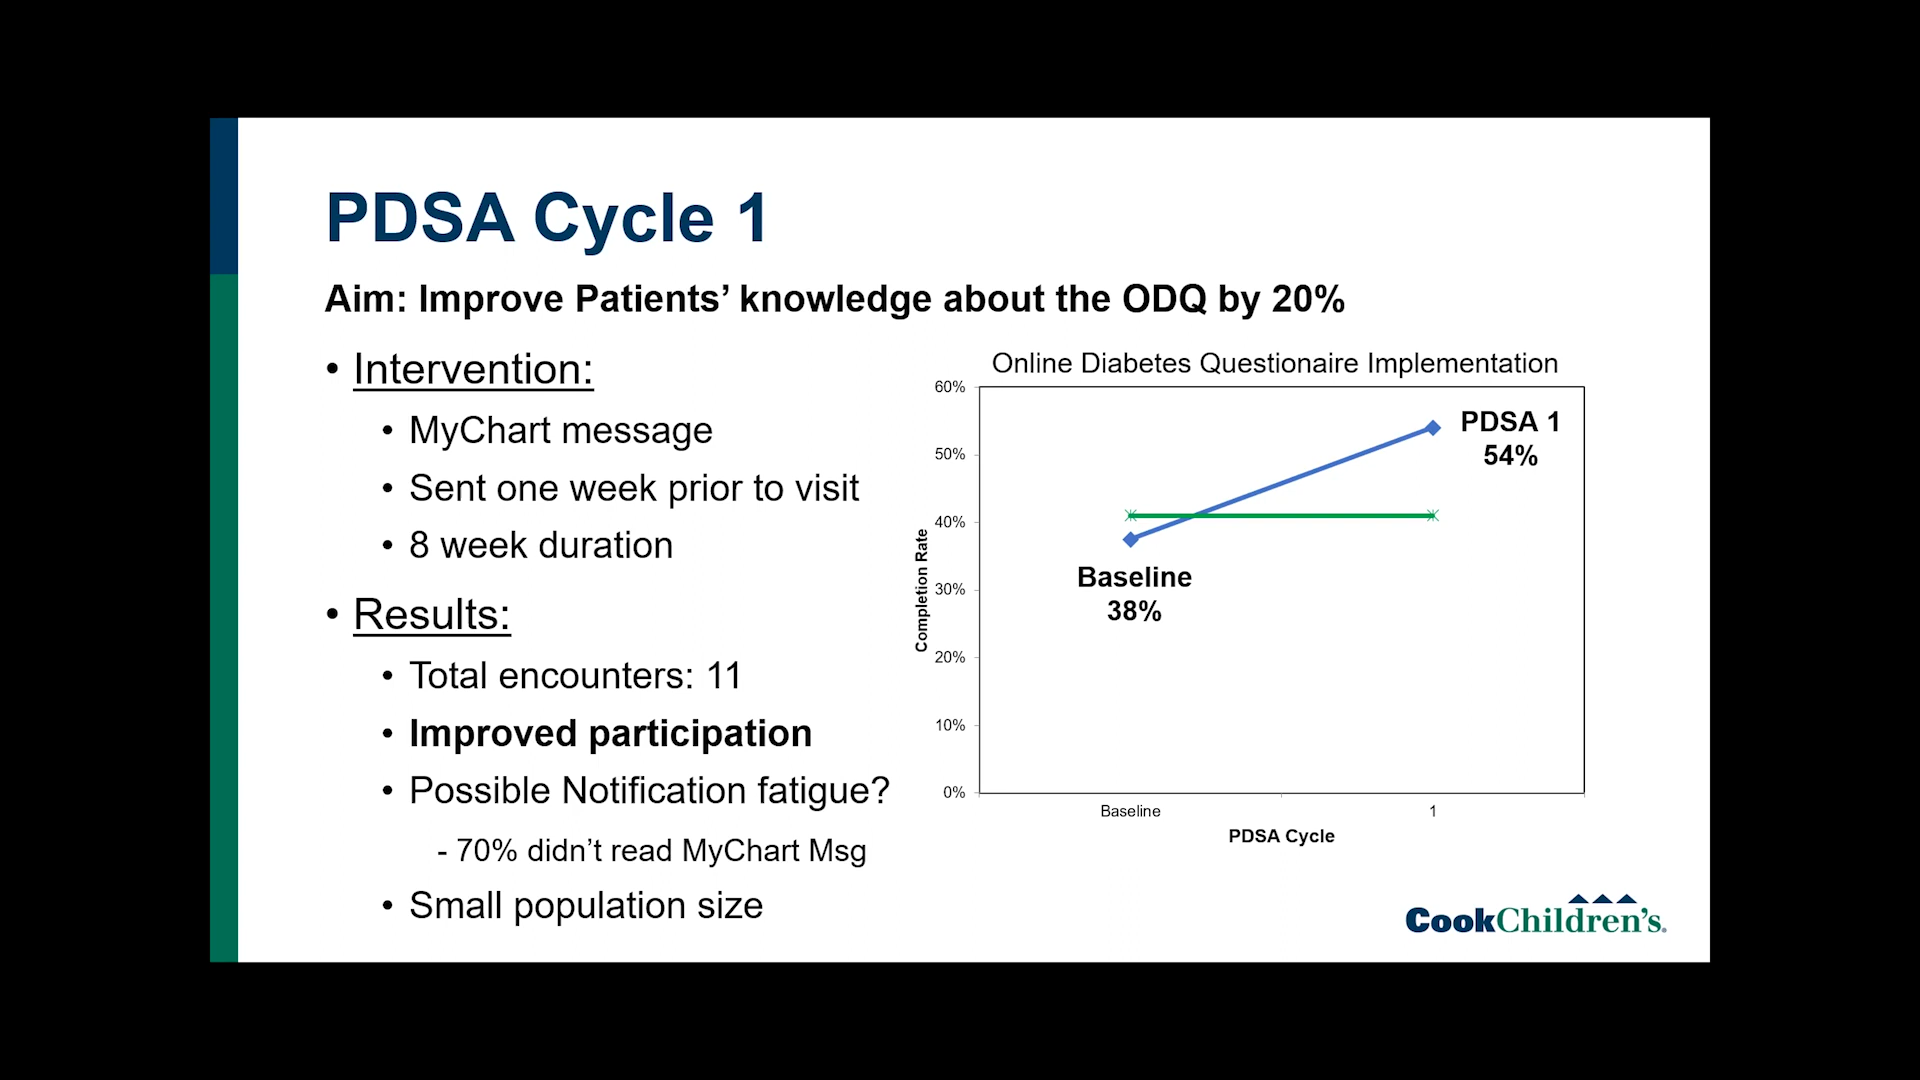 PDSA Cycle 1
Aim: Improve Patients’ knowledge about the ODQ by 20%
• Intervention:
• MyChart message
• Sent one week prior to visit
• 8 week duration
• Results:
• Total encounters: 11
• Improved participation
• Possible Notification fatigue?
- 70% didn’t read MyChart Msg
• Small population size
Online Diabetes Questionaire Implementation
60%
50%
40%
30%
20%
10%
0%
Completion Rate
PDSA 1
54%
Baseline
38%
Baseline
1
PDSA Cycle
CookChildren’s.